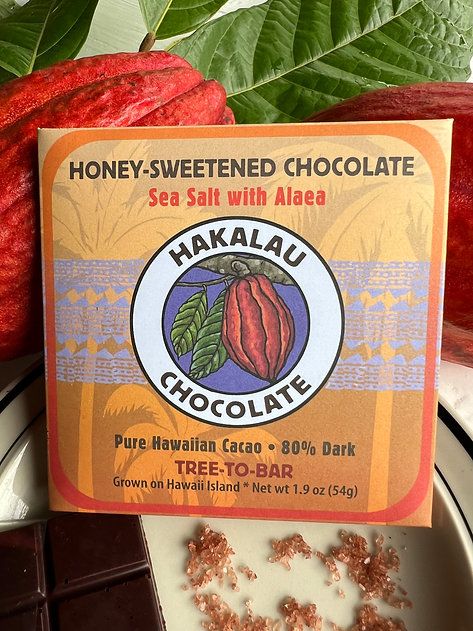 HONEY-SWEETENED CHOCOLATE
Sea Salt with Alaea
HAKALAU
CHOCOLATE
Pure Hawaiian Cacao • 80% Dark
TREE-TO-BAR
Grown on Hawaii Island * Net wt 1.9 oz (54g)